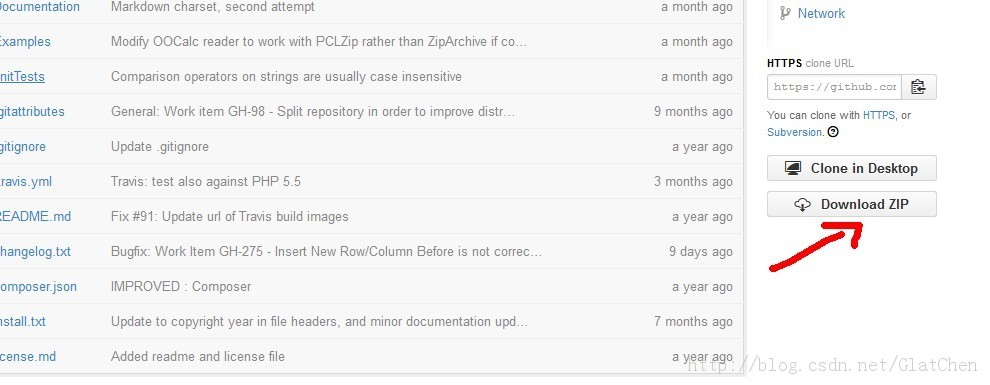 Documentation Markdown charset, second attempt a month ago
Examples Modify OOCalc reader to work with PCLZip rather than ZipArchive if co… a month ago
nitTests Comparison operators on strings are usually case insensitive a month ago
gitattributes General: Work item GH-98 - Split repository in order to improve distr… 9 months ago
gitignore Update .gitignore a year ago
travis.yml Travis: test also against PHP 5.5 3 months ago
README.md Fix #91: Update url of Travis build images a year ago
hangelog.txt Bugfix: Work Item GH-275 - Insert New Row/Column Before is not correc… 9 days ago
omposer.json IMPROVED : Composer a year ago
nstall.txt Update to copyright year in file headers, and minor documentation upd… 7 months ago
icense.md Added readme and license file a year ago
Network
HTTPS clone URL
https://github.com
You can clone with HTTPS, or
Subversion.
Clone in Desktop
Download ZIP
http://blog.csdn.net/GlatChen